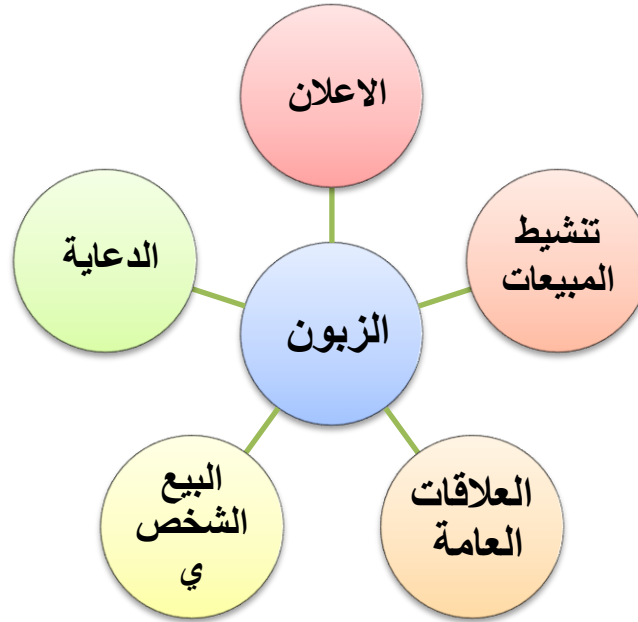 الاعلان
تنشيط
المبيعات
الدعاية
الزبون
العلاقات
العامة
البيع
الشخص
ي